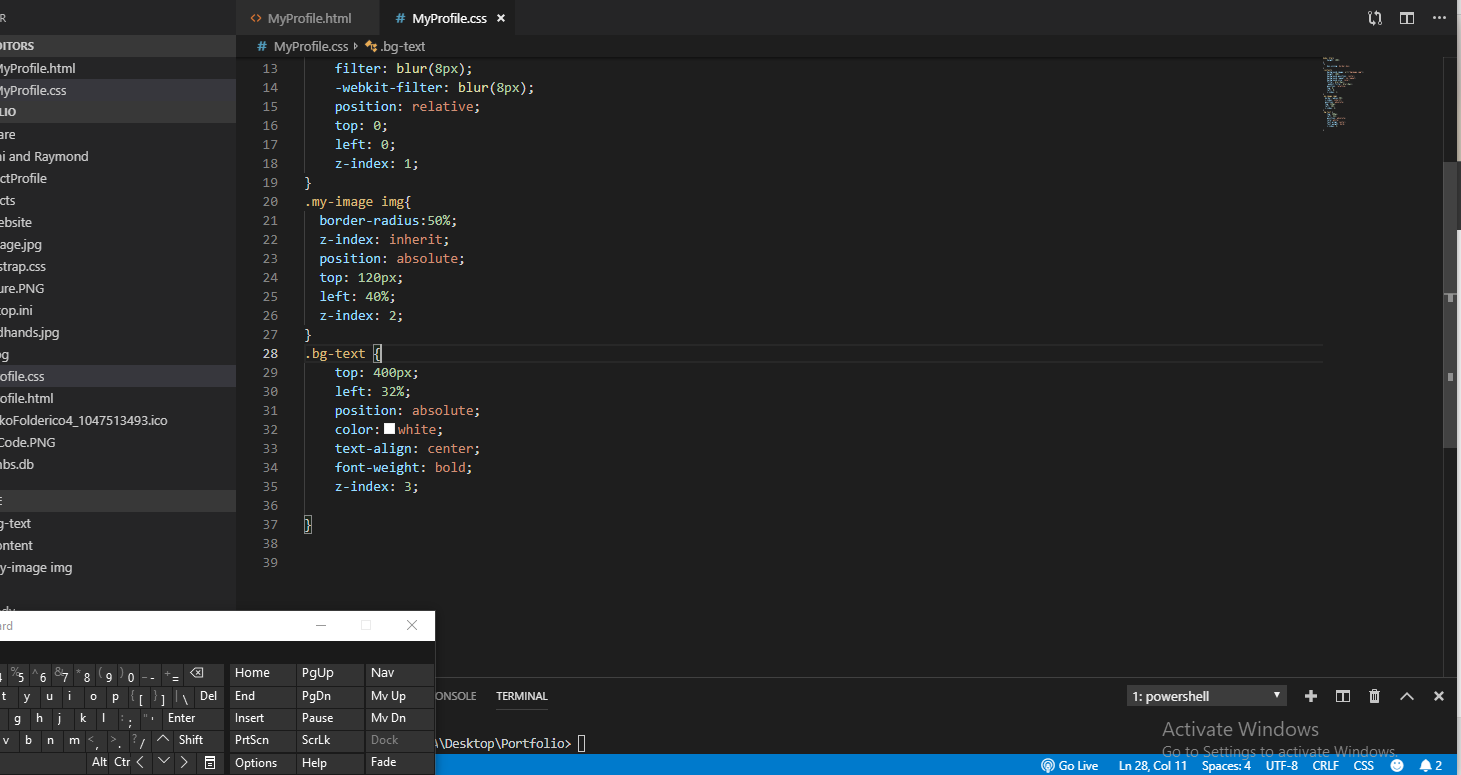 R
MyProfile.html
MyProfile.css
DITORS
MyProfile.css
.bg-text
MyProfile.html
MyProfile.css
LIO
are
ni and Raymond
ctProfile
cts
ebsite
age.jpg
strap.css
ure.PNG
top.ini
dhands.jpg
og
ofile.css
ofile.html
koFolderico4_1047513493.ico
Code.PNG
mbs.db
E
g-text
ontent
y-image img
13 filter: blur(8px);
14 -webkit-filter: blur(8px);
15 position: relative;
16 top: 0;
17 left: 0;
18 z-index: 1;
19 }
20 .my-image img{
21 border-radius:50%;
22 z-index: inherit;
23 position: absolute;
24 top: 120px;
25 left: 40%;
26 z-index: 2;
27 }
28 .bg-text {
29 top: 400px;
30 left: 32%;
31 position: absolute;
32 color: white;
33 text-align: center;
34 font-weight: bold;
35 z-index: 3;
36
37 }
38
39
ard
% 5 ^ 6 & 7 * 8 ( 9 ) 0 _ - + = Home PgUp Nav
t y u i o p { [ } ] | \ Del End PgDn Mv Up
g h j k l : ; " ' Enter Insert Pause Mv Dn
v b n m < , > . ? / Shift PrtScn ScrLk Dock
Alt Ctr Options Help Fade
ONSOLE TERMINAL
1: powershell
A\Desktop\Portfolio>
Activate Windows
Go to Settings to activate Windows.
Go Live Ln 28, Col 11 Spaces: 4 UTF-8 CRLF CSS 2